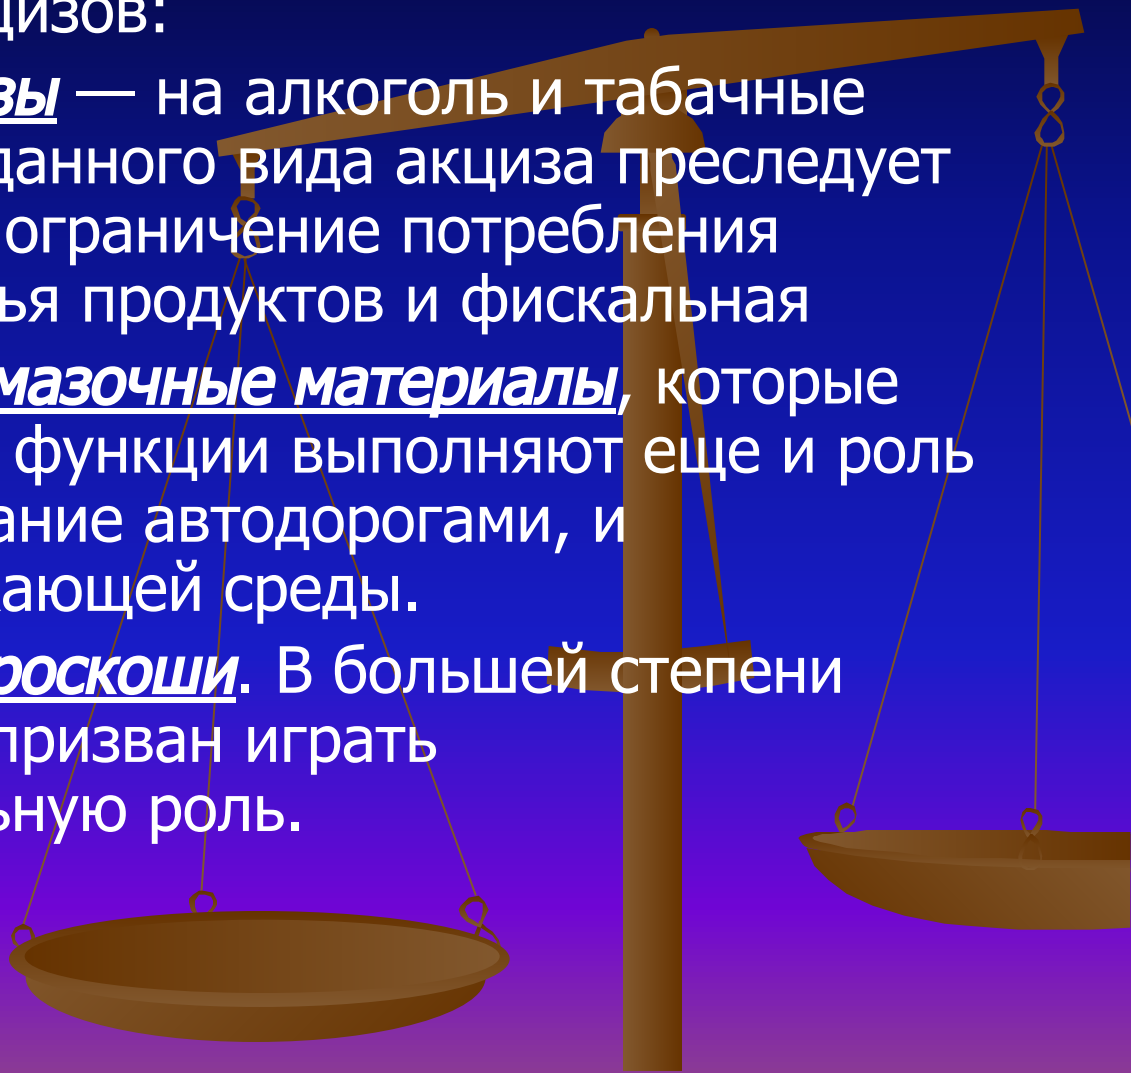 цизов:
зы — на алкоголь и табачные
данного вида акциза преследует
ограничение потребления
ья продуктов и фискальная
мазочные материалы, которые
функции выполняют еще и роль
ание автодорогами, и
ающей среды.
роскоши. В большей степени
призван играть
ьную роль.